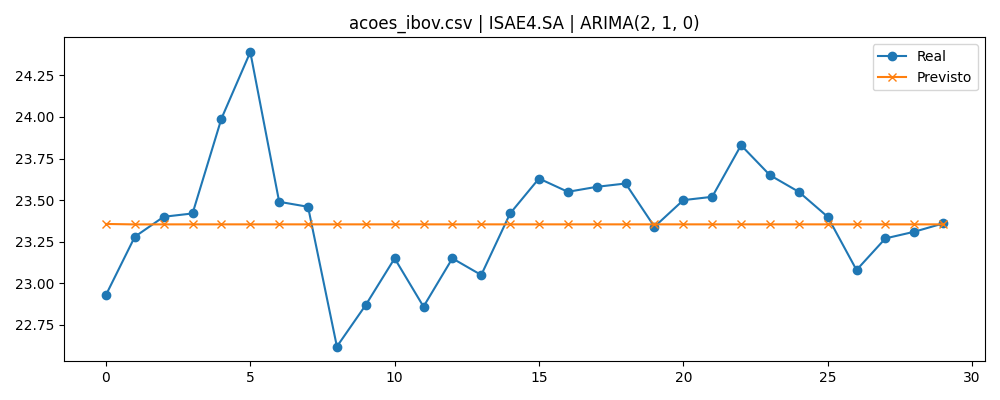 acoes_ibov.csv | ISAE4.SA | ARIMA(2, 1, 0)
Real
Previsto
24.25
24.00
23.75
23.50
23.25
23.00
22.75
0 5 10 15 20 25 30